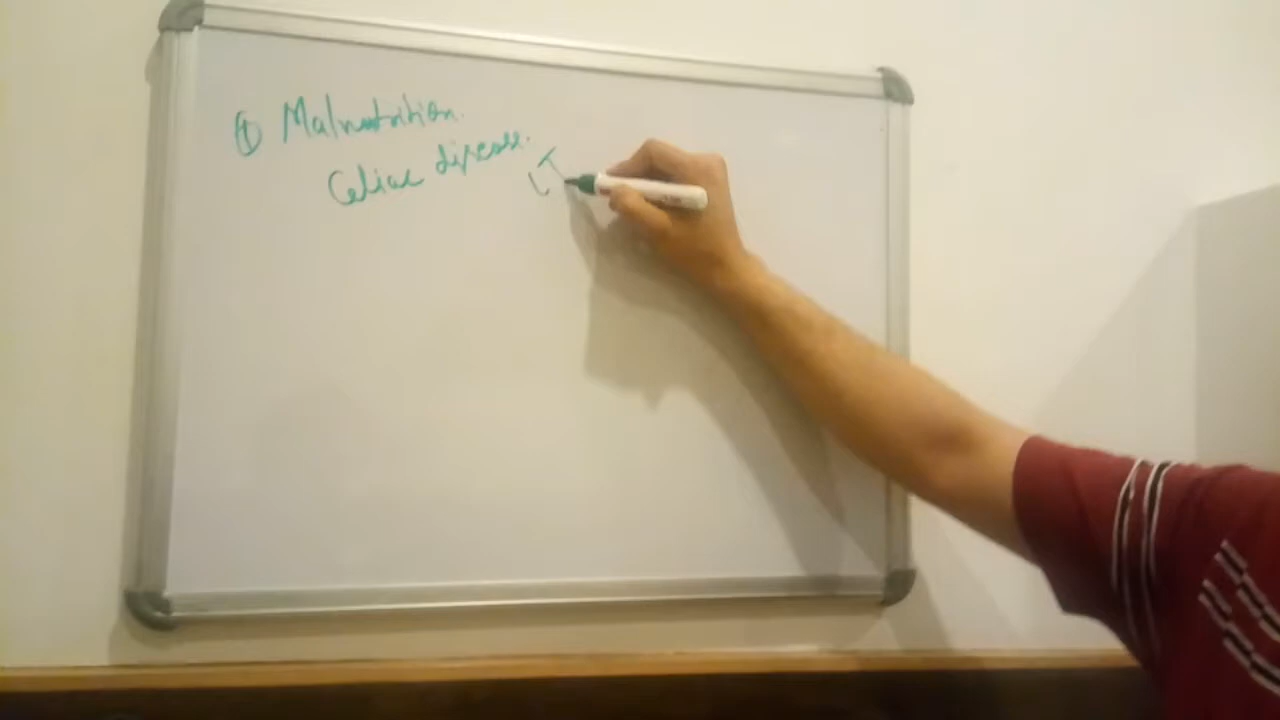 ① Malnutrition.
Celiac disease.